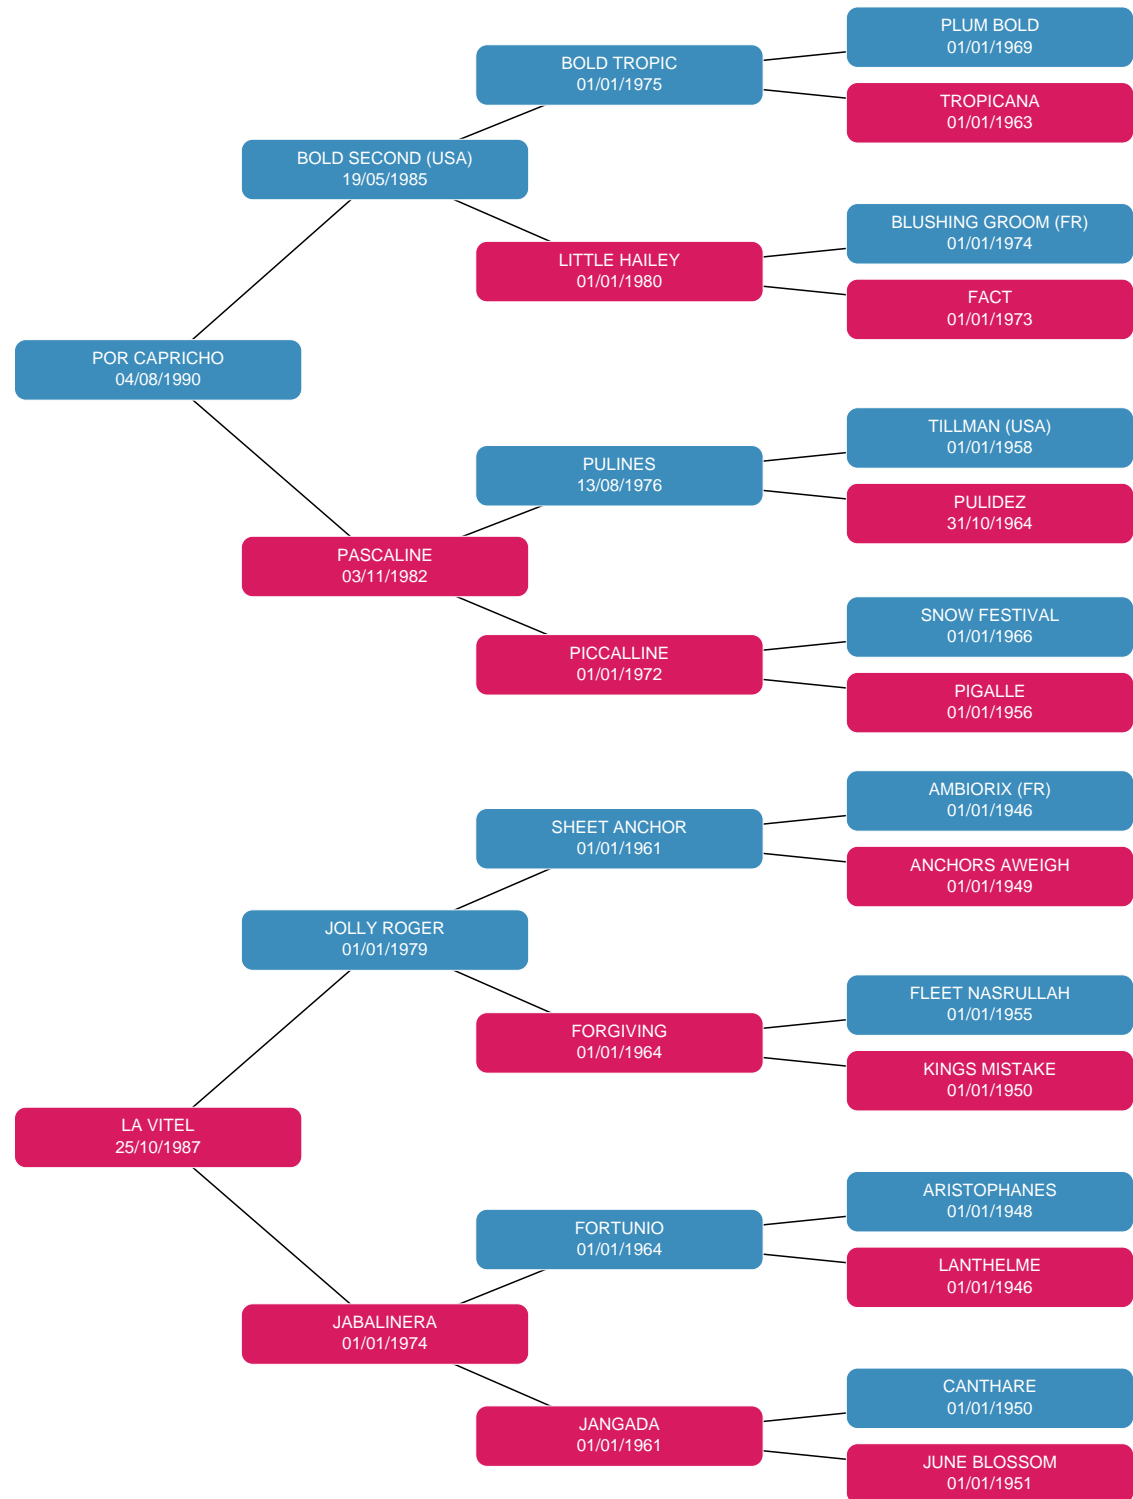 PLUM BOLD
01/01/1969
BOLD TROPIC
01/01/1975
TROPICANA
01/01/1963
BOLD SECOND (USA)
19/05/1985
BLUSHING GROOM (FR)
01/01/1974
LITTLE HAILEY
01/01/1980
FACT
01/01/1973
POR CAPRICHO
04/08/1990
TILLMAN (USA)
01/01/1958
PULINES
13/08/1976
PULIDEZ
31/10/1964
PASCALINE
03/11/1982
SNOW FESTIVAL
01/01/1966
PICCALLINE
01/01/1972
PIGALLE
01/01/1956
AMBIORIX (FR)
01/01/1946
SHEET ANCHOR
01/01/1961
ANCHORS AWEIGH
01/01/1949
JOLLY ROGER
01/01/1979
FLEET NASRULLAH
01/01/1955
FORGIVING
01/01/1964
KINGS MISTAKE
01/01/1950
LA VITEL
25/10/1987
ARISTOPHANES
01/01/1948
FORTUNIO
01/01/1964
LANTHELME
01/01/1946
JABALINERA
01/01/1974
CANTHARE
01/01/1950
JANGADA
01/01/1961
JUNE BLOSSOM
01/01/1951